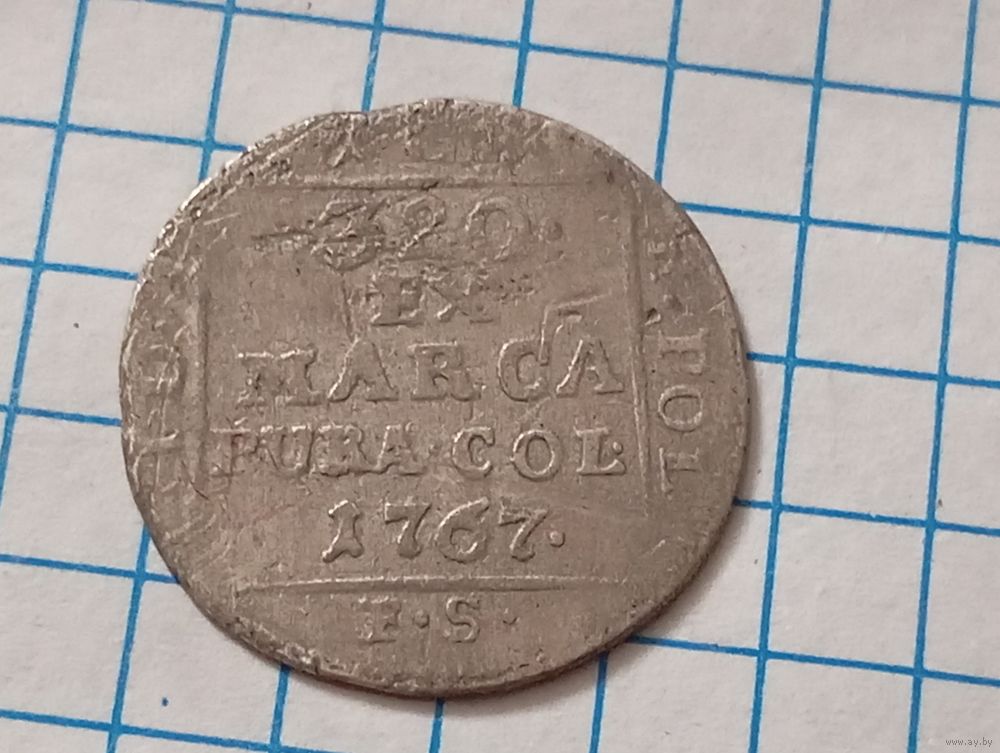 320.
EX
MARCA
PURA·COL·
1767.
F·S·
POL
www.ay.by